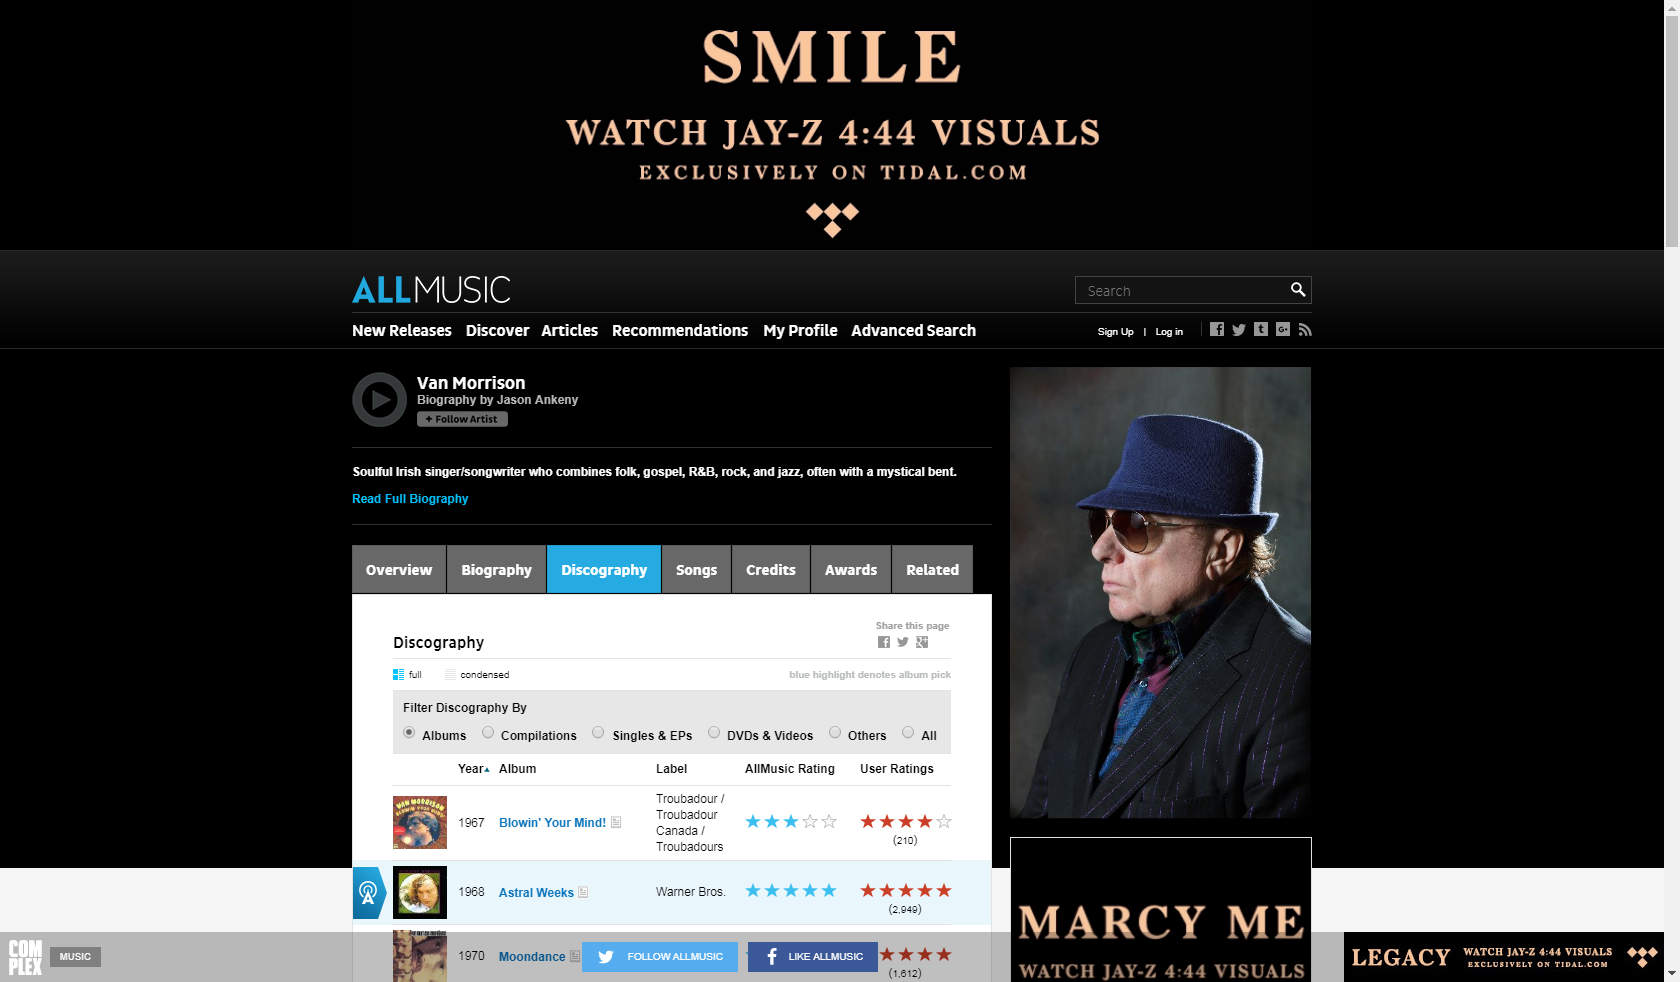 SMILE
WATCH JAY-Z 4:44 VISUALS
EXCLUSIVELY ON TIDAL.COM
ALLMUSIC
Search
New Releases Discover Articles Recommendations My Profile Advanced Search
Sign Up | Log in
Van Morrison
Biography by Jason Ankeny
+ Follow Artist
Soulful Irish singer/songwriter who combines folk, gospel, R&B, rock, and jazz, often with a mystical bent.
Read Full Biography
Overview Biography Discography Songs Credits Awards Related
Share this page
Discography
full condensed blue highlight denotes album pick
Filter Discography By
Albums Compilations Singles & EPs DVDs & Videos Others All
Year Album Label AllMusic Rating User Ratings
VAN MORRISON
BLOWIN' YOUR MIND!
1967 Blowin' Your Mind!
Troubadour /
Troubadour
Canada /
Troubadours
(210)
1968 Astral Weeks Warner Bros.
(2,949)
1970 Moondance
(1,612)
MARCY ME
WATCH JAY-Z 4:44 VISUALS
COM
PLEX
MUSIC
FOLLOW ALLMUSIC
LIKE ALLMUSIC
LEGACY
WATCH JAY-Z 4:44 VISUALS
EXCLUSIVELY ON TIDAL.COM